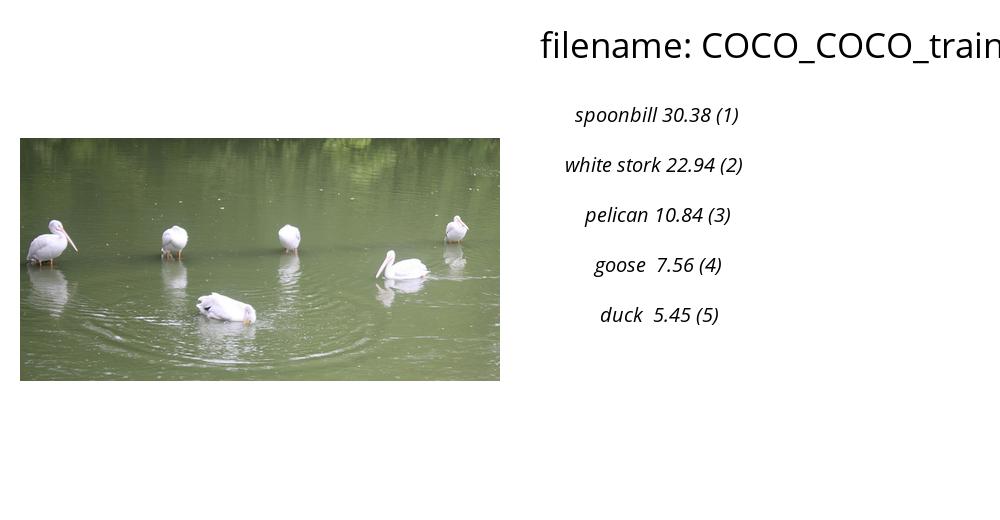 filename: COCO_COCO_train
spoonbill 30.38 (1)
white stork 22.94 (2)
pelican 10.84 (3)
goose 7.56 (4)
duck 5.45 (5)